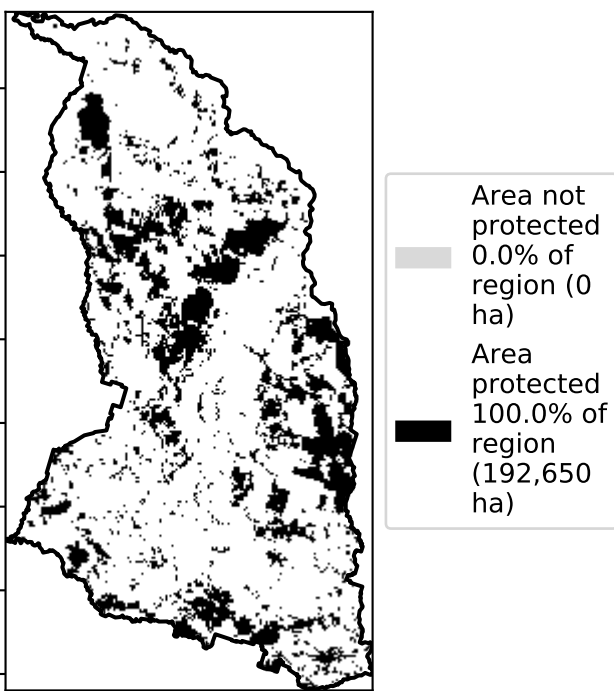 Area not
protected
0.0% of
region (0
ha)
Area
protected
100.0% of
region
(192,650
ha)